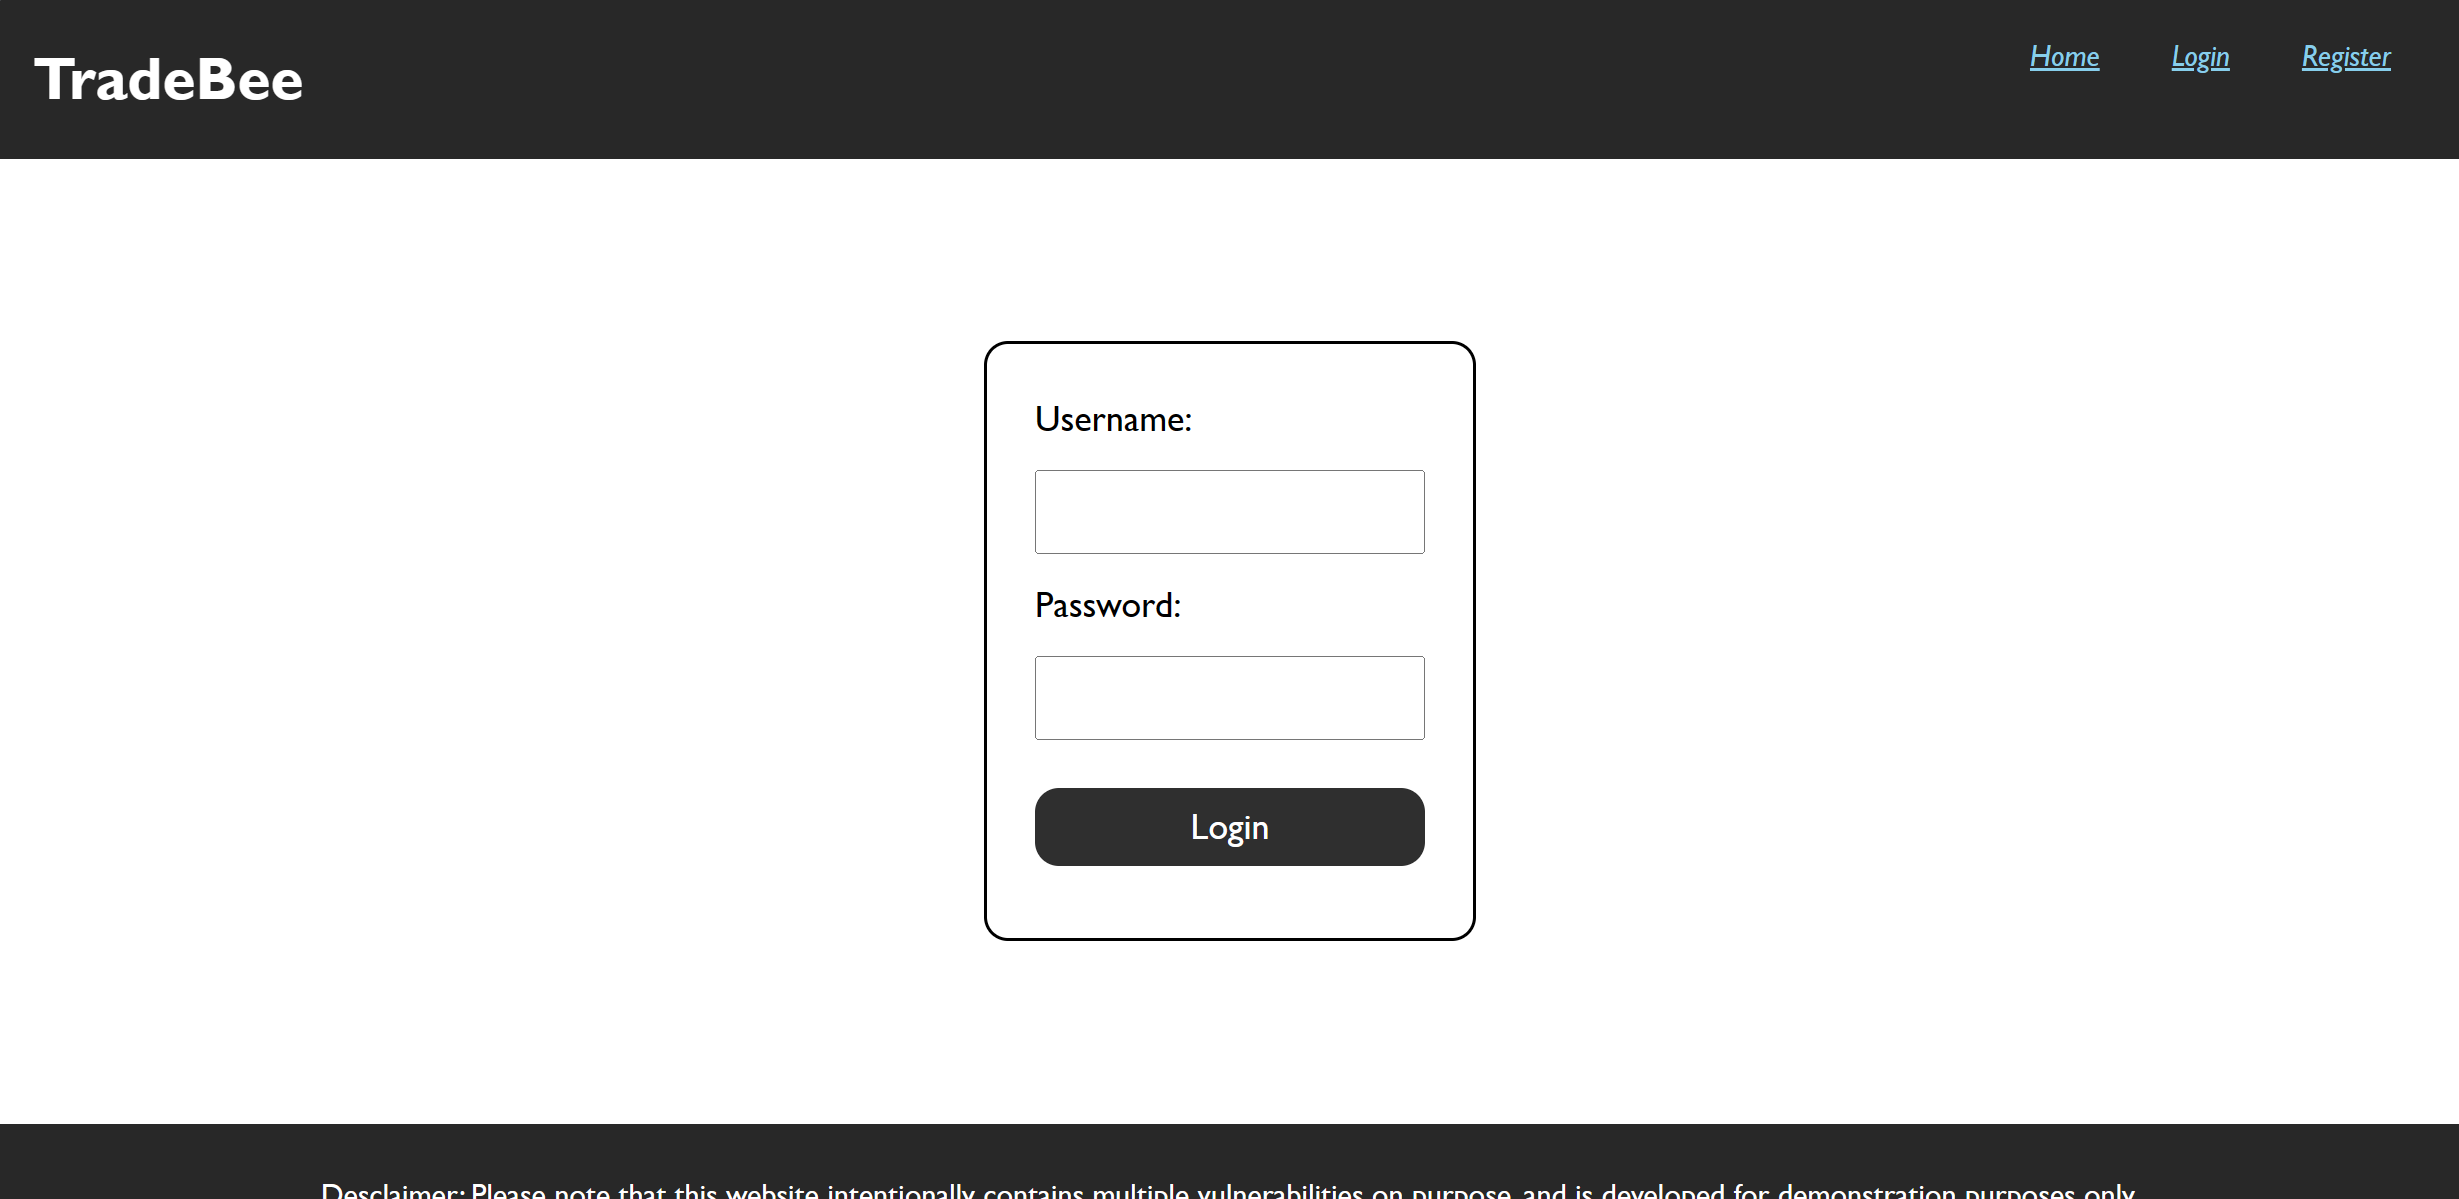 TradeBee
Home Login Register
Username:
Password:
Login
Desclaimer: Please note that this website intentionally contains multiple vulnerabilities on purpose, and is developed for demonstration purposes only.